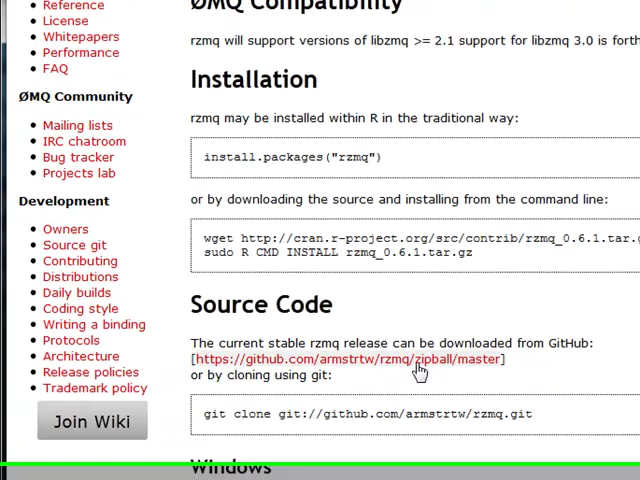 Reference
License
Whitepapers
Performance
FAQ
ØMQ Community
Mailing lists
IRC chatroom
Bug tracker
Projects lab
Development
Owners
Source git
Contributing
Distributions
Daily builds
Coding style
Writing a binding
Protocols
Architecture
Release policies
Trademark policy
Join Wiki
ØMQ Compatibility
rzmq will support versions of libzmq >= 2.1 support for libzmq 3.0 is forth
Installation
rzmq may be installed within R in the traditional way:
install.packages("rzmq")
or by downloading the source and installing from the command line:
wget http://cran.r-project.org/src/contrib/rzmq_0.6.1.tar.g
sudo R CMD INSTALL rzmq_0.6.1.tar.gz
Source Code
The current stable rzmq release can be downloaded from GitHub:
[https://github.com/armstrtw/rzmq/zipball/master]
or by cloning using git:
git clone git://github.com/armstrtw/rzmq.git
Windows